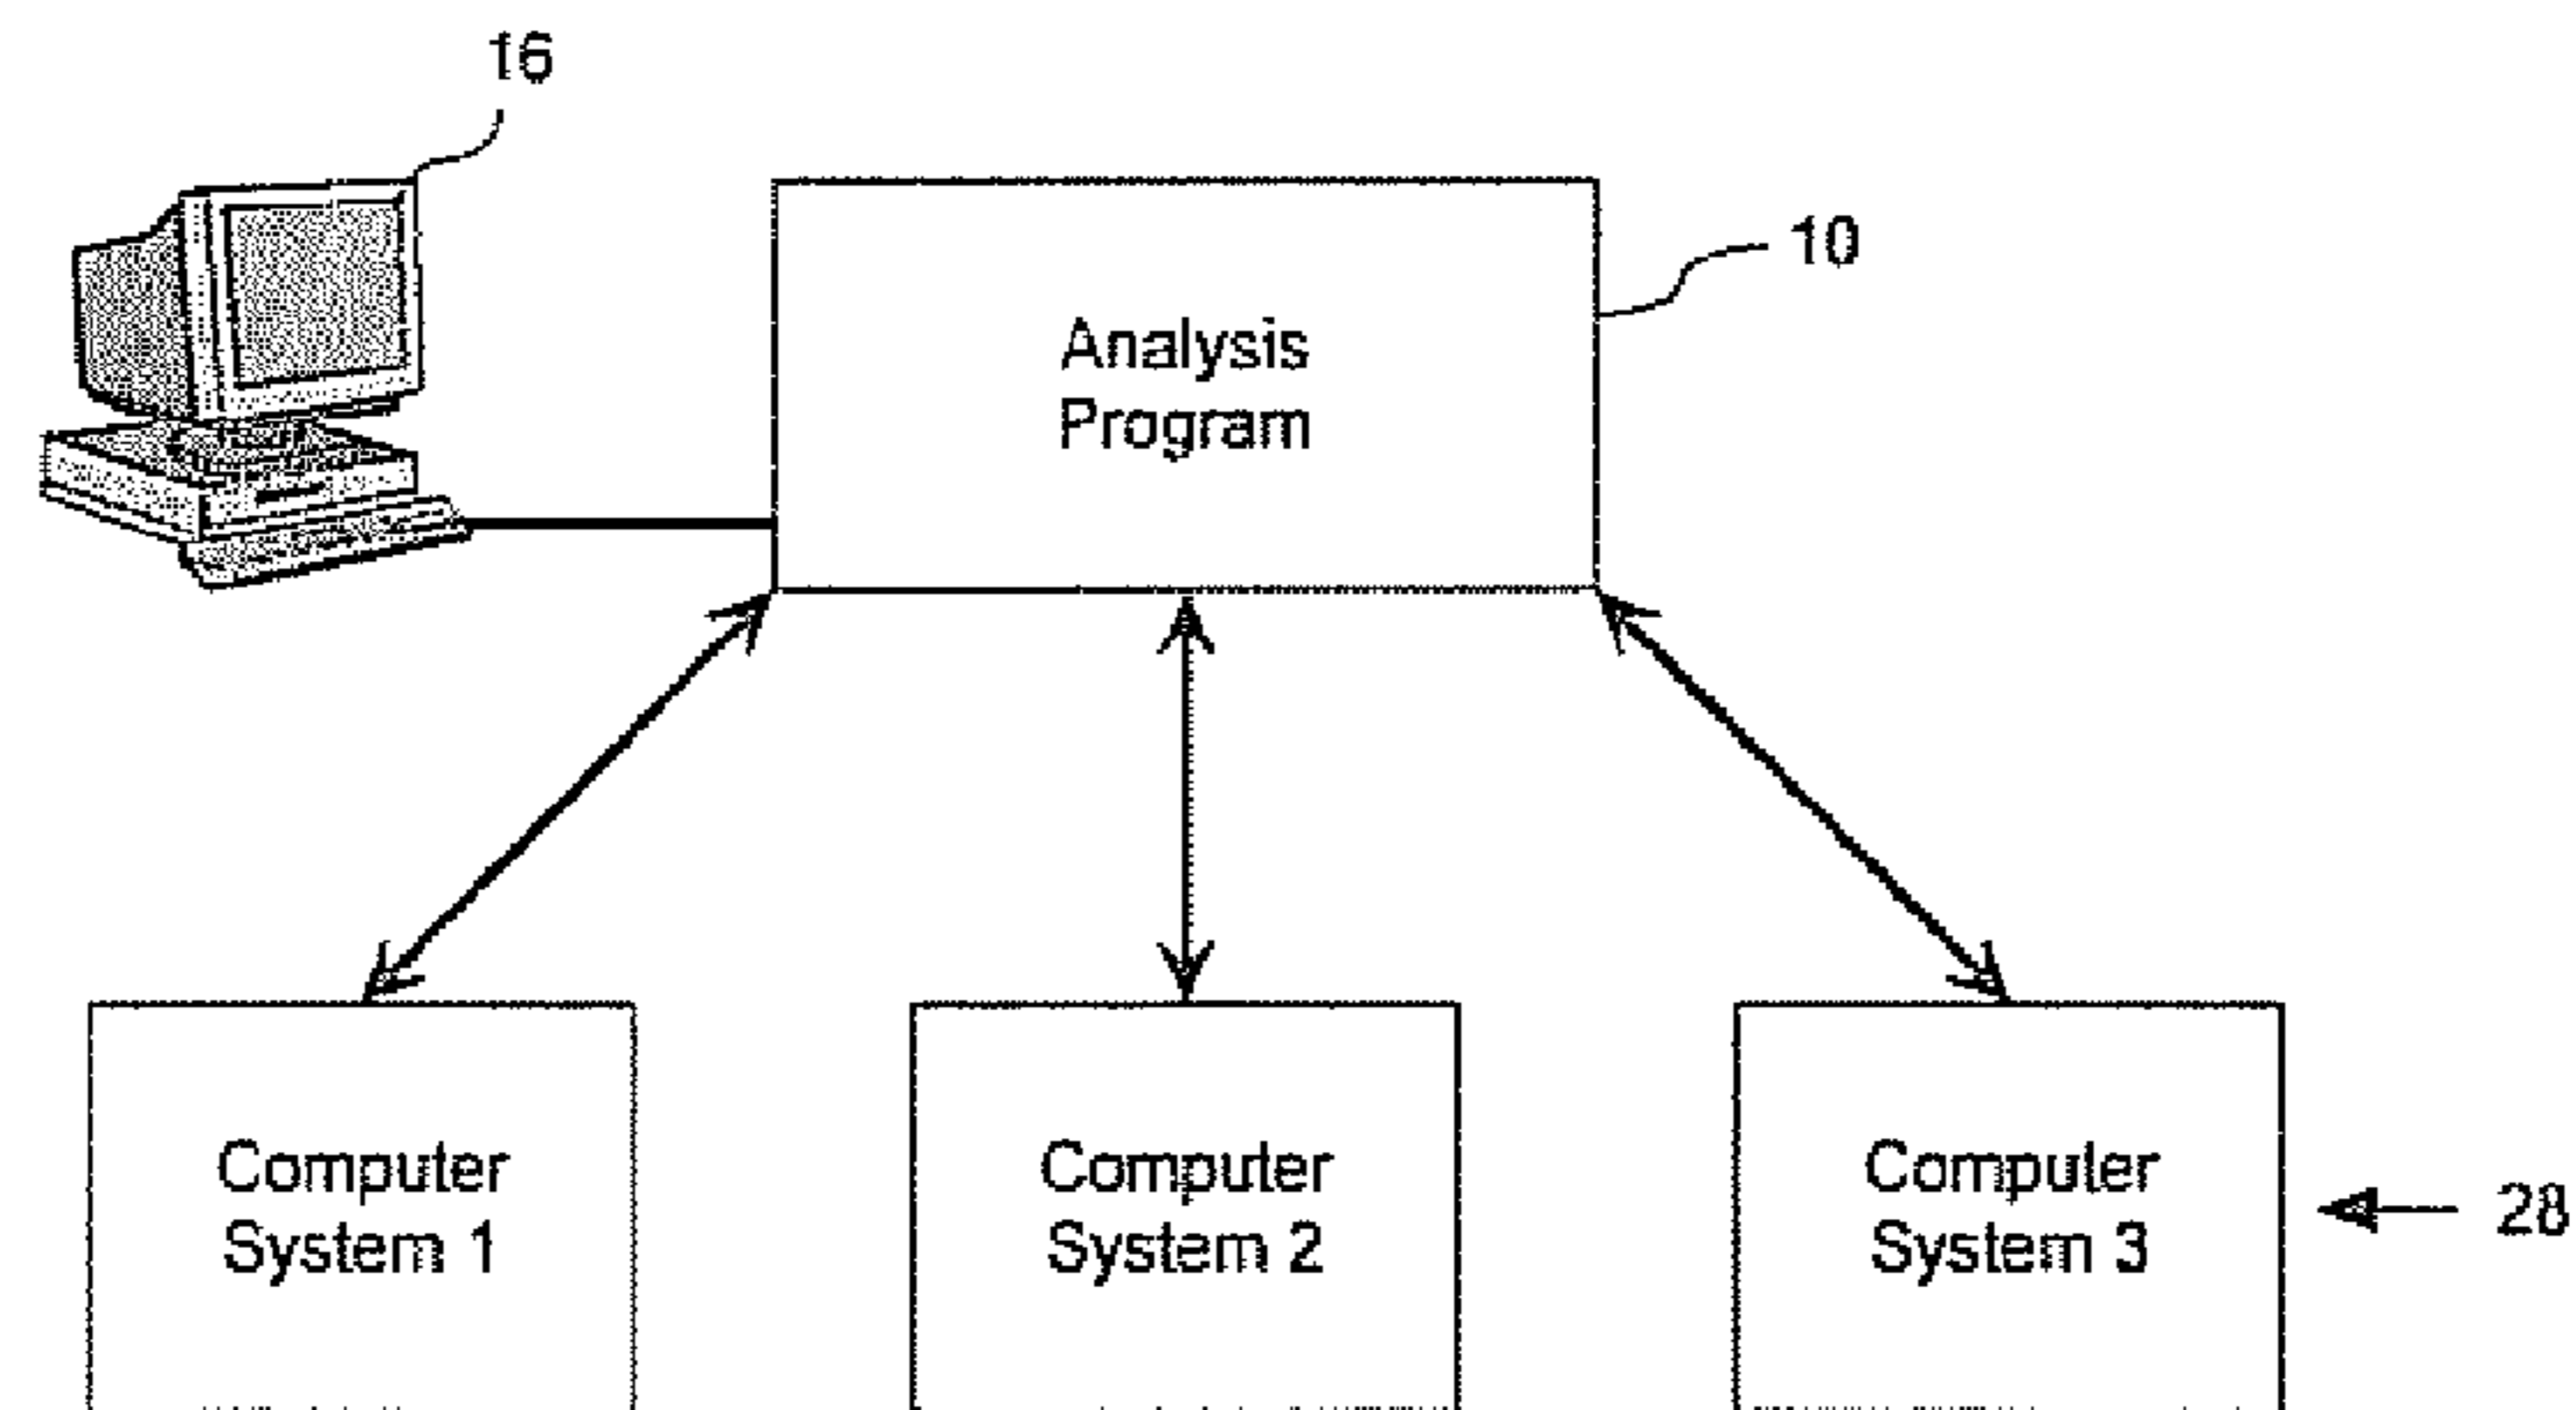 16
10
Analysis
Program
Computer
System 1
Computer
System 2
Computer
System 3
28